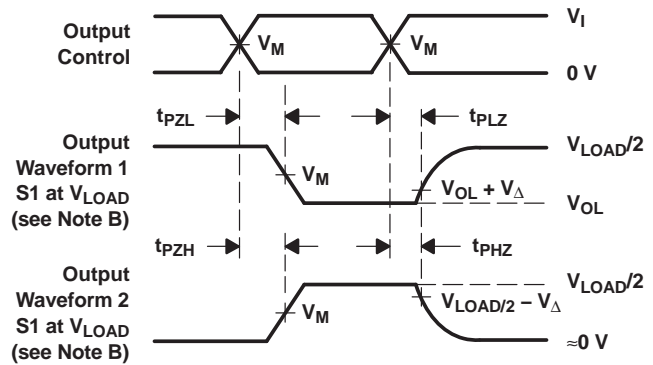 Output
Control
V_M
V_M
V_I
0 V
t_PZL
t_PLZ
Output
Waveform 1
S1 at V_LOAD
(see Note B)
V_M
V_OL + V_Δ
V_LOAD/2
V_OL
t_PZH
t_PHZ
Output
Waveform 2
S1 at V_LOAD
(see Note B)
V_M
V_LOAD/2 − V_Δ
V_LOAD/2
≈0 V